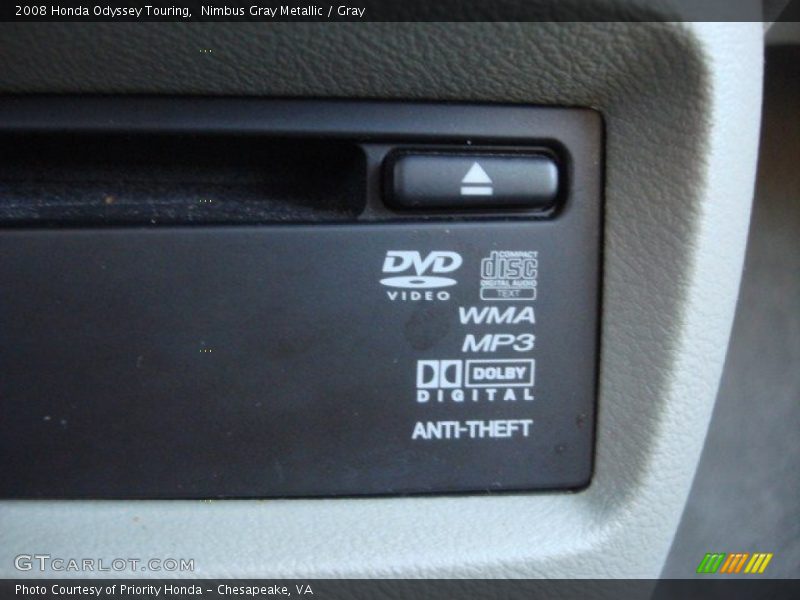 2008 Honda Odyssey Touring,  Nimbus Gray Metallic / Gray
DVD
VIDEO
COMPACT
disc
DIGITAL AUDIO
TEXT
WMA
MP3
DOLBY
DIGITAL
ANTI-THEFT
GTCARLOT.COM
Photo Courtesy of Priority Honda - Chesapeake, VA